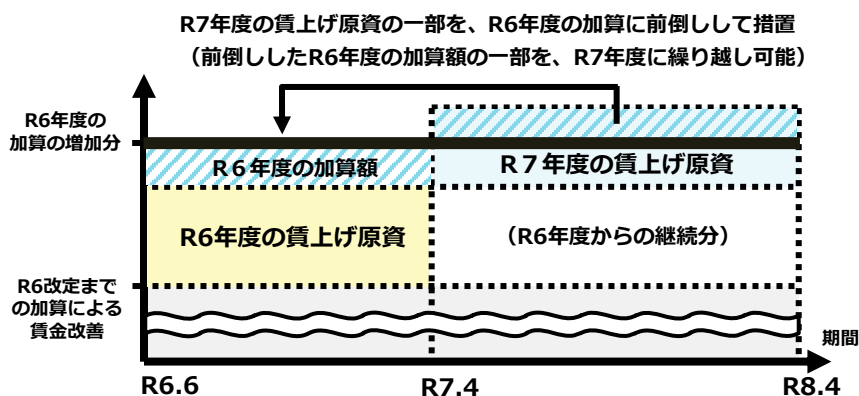 R7年度の賃上げ原資の一部を、R6年度の加算に前倒しして措置
（前倒ししたR6年度の加算額の一部を、R7年度に繰り越し可能）
R6年度の
加算の増加分
R６年度の加算額
R７年度の賃上げ原資
R6年度の賃上げ原資
（R6年度からの継続分）
R6改定まで
の加算による
賃金改善
期間
R6.6
R7.4
R8.4